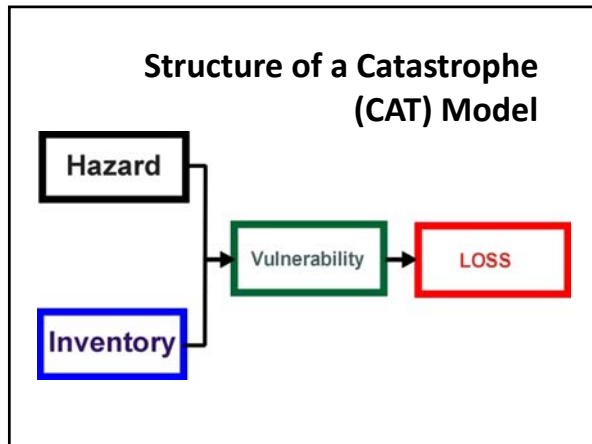 Structure of a Catastrophe
(CAT) Model
Hazard
Vulnerability
LOSS
Inventory